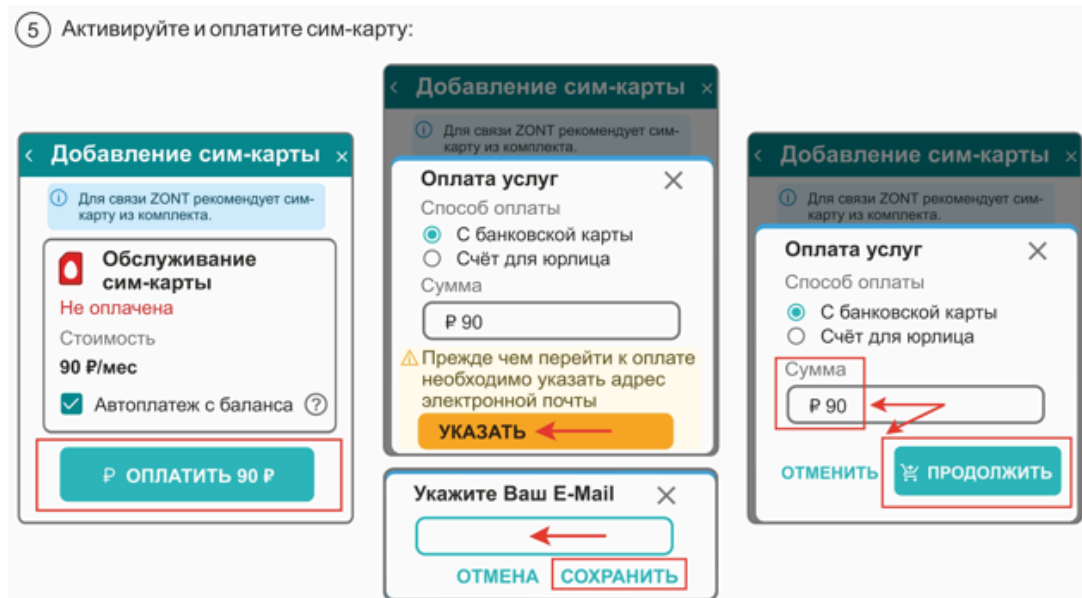 5 Активируйте и оплатите сим-карту:
< Добавление сим-карты ×
Для связи ZONT рекомендует сим-
карту из комплекта.
Обслуживание
сим-карты
Не оплачена
Стоимость
90 ₽/мес
Автоплатеж с баланса ?
₽ ОПЛАТИТЬ 90 ₽
< Добавление сим-карты ×
Для связи ZONT рекомендует сим-
карту из комплекта.
Оплата услуг
Способ оплаты
С банковской карты
Счёт для юрлица
Сумма
₽ 90
Прежде чем перейти к оплате
необходимо указать адрес
электронной почты
УКАЗАТЬ
Укажите Ваш E-Mail
ОТМЕНА СОХРАНИТЬ
< Добавление сим-карты ×
Для связи ZONT рекомендует сим-
карту из комплекта.
Оплата услуг
Способ оплаты
С банковской карты
Счёт для юрлица
Сумма
₽ 90
ОТМЕНИТЬ ПРОДОЛЖИТЬ